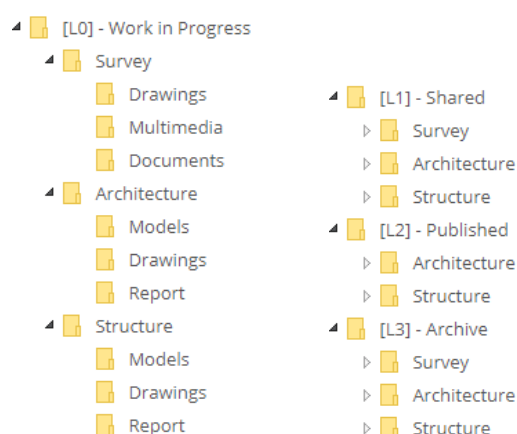 [L0] - Work in Progress
Survey
Drawings
Multimedia
Documents
Architecture
Models
Drawings
Report
Structure
Models
Drawings
Report
[L1] - Shared
Survey
Architecture
Structure
[L2] - Published
Architecture
Structure
[L3] - Archive
Survey
Architecture
Structure